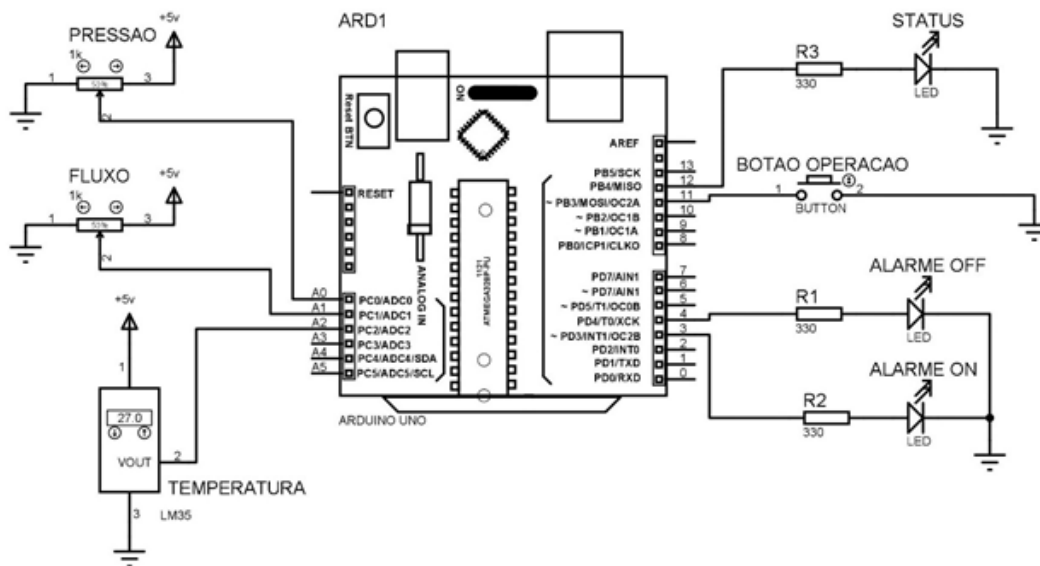 +5v
PRESSAO
1k
1
3
50%
2
ARD1
Reset BTN
ON
ANALOG IN
+5v
FLUXO
1k
1
3
50%
2
RESET
A0 PC0/ADC0
A1 PC1/ADC1
A2 PC2/ADC2
A3 PC3/ADC3
A4 PC4/ADC4/SDA
A5 PC5/ADC5/SCL
AREF
PB5/SCK 13
PB4/MISO 12
~ PB3/MOSI/OC2A 11
~ PB2/OC1B 10
~ PB1/OC1A 9
PB0/ICP1/CLKO 8
PD7/AIN1 7
~ PD7/AIN1 6
~ PD5/T1/OC0B 5
PD4/T0/XCK 4
~ PD3/INT1/OC2B 3
PD2/INT0 2
PD1/TXD 1
PD0/RXD 0
1121
ARDUINO UNO
+5v
1
27.0
VOUT
2
3
TEMPERATURA
LM35
STATUS
R3
330
LED
BOTAO OPERACAO
1
2
BUTTON
ALARME OFF
R1
330
LED
ALARME ON
R2
330
LED